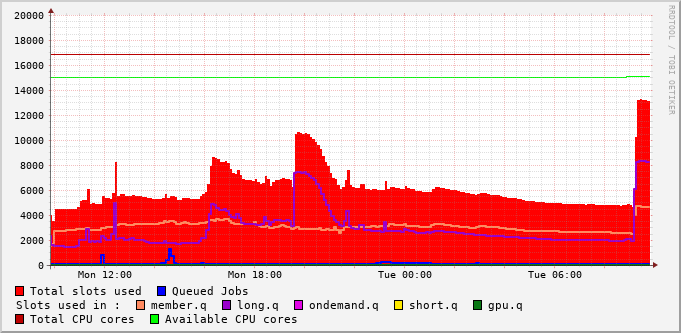 RRDTOOL / TOBI OETIKER
20000
18000
16000
14000
12000
10000
8000
6000
4000
2000
0
Mon 12:00 Mon 18:00 Tue 00:00 Tue 06:00
Total slots used Queued Jobs
Slots used in : member.q long.q ondemand.q short.q gpu.q
Total CPU cores Available CPU cores